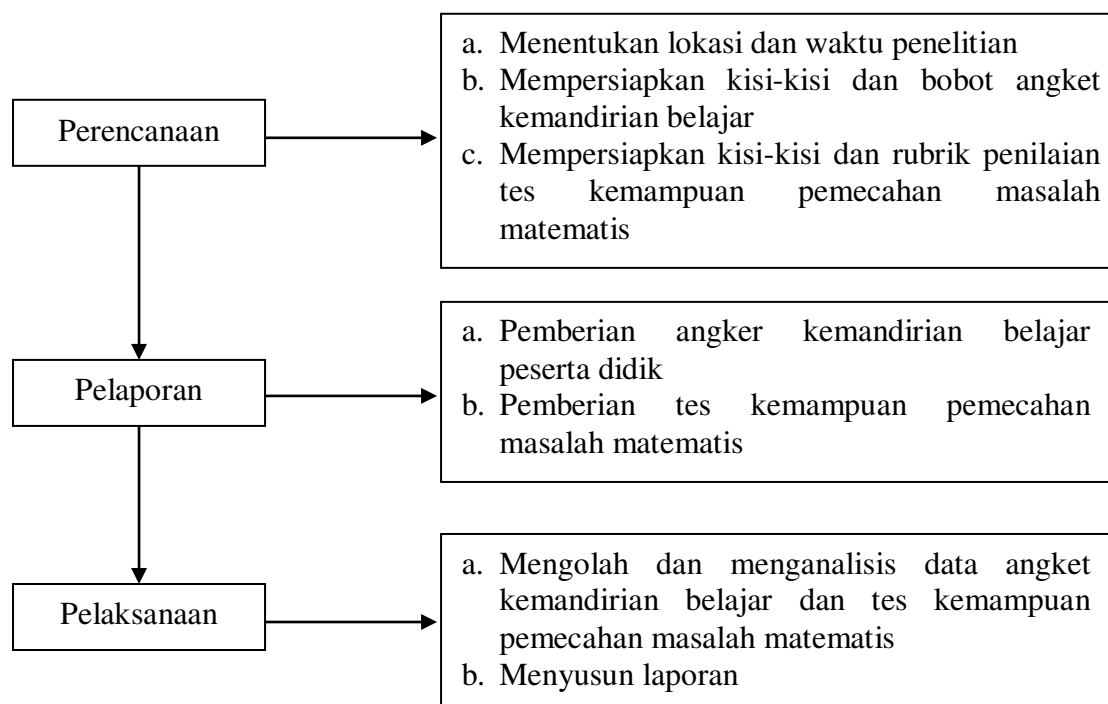 Perencanaan
a. Menentukan lokasi dan waktu penelitian
b. Mempersiapkan kisi-kisi dan bobot angket
kemandirian belajar
c. Mempersiapkan kisi-kisi dan rubrik penilaian
tes kemampuan pemecahan masalah
matematis
Pelaporan
a. Pemberian angker kemandirian belajar
peserta didik
b. Pemberian tes kemampuan pemecahan
masalah matematis
Pelaksanaan
a. Mengolah dan menganalisis data angket
kemandirian belajar dan tes kemampuan
pemecahan masalah matematis
b. Menyusun laporan